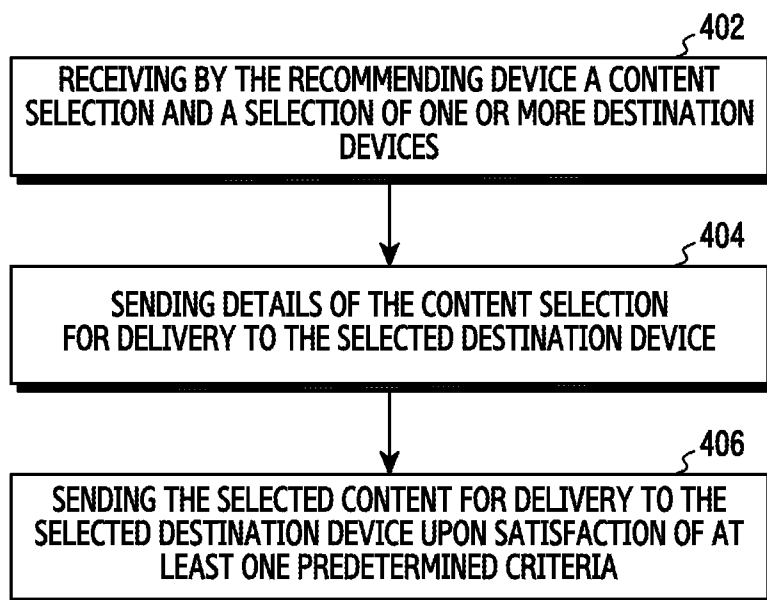 402
RECEIVING BY THE RECOMMENDING DEVICE A CONTENT
SELECTION AND A SELECTION OF ONE OR MORE DESTINATION
DEVICES
404
SENDING DETAILS OF THE CONTENT SELECTION
FOR DELIVERY TO THE SELECTED DESTINATION DEVICE
406
SENDING THE SELECTED CONTENT FOR DELIVERY TO THE
SELECTED DESTINATION DEVICE UPON SATISFACTION OF AT
LEAST ONE PREDETERMINED CRITERIA